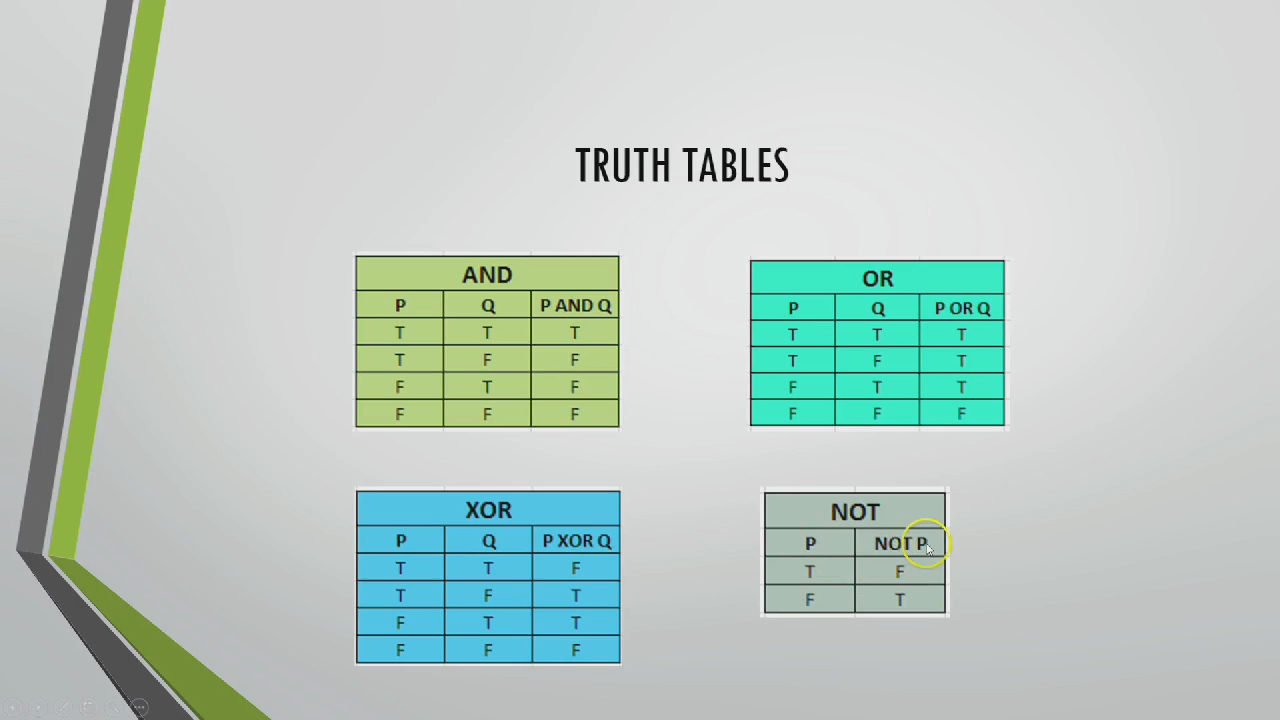 TRUTH TABLES
AND
P Q P AND Q
T T T
T F F
F T F
F F F
OR
P Q P OR Q
T T T
T F T
F T T
F F F
XOR
P Q P XOR Q
T T F
T F T
F T T
F F F
NOT
P NOT P
T F
F T